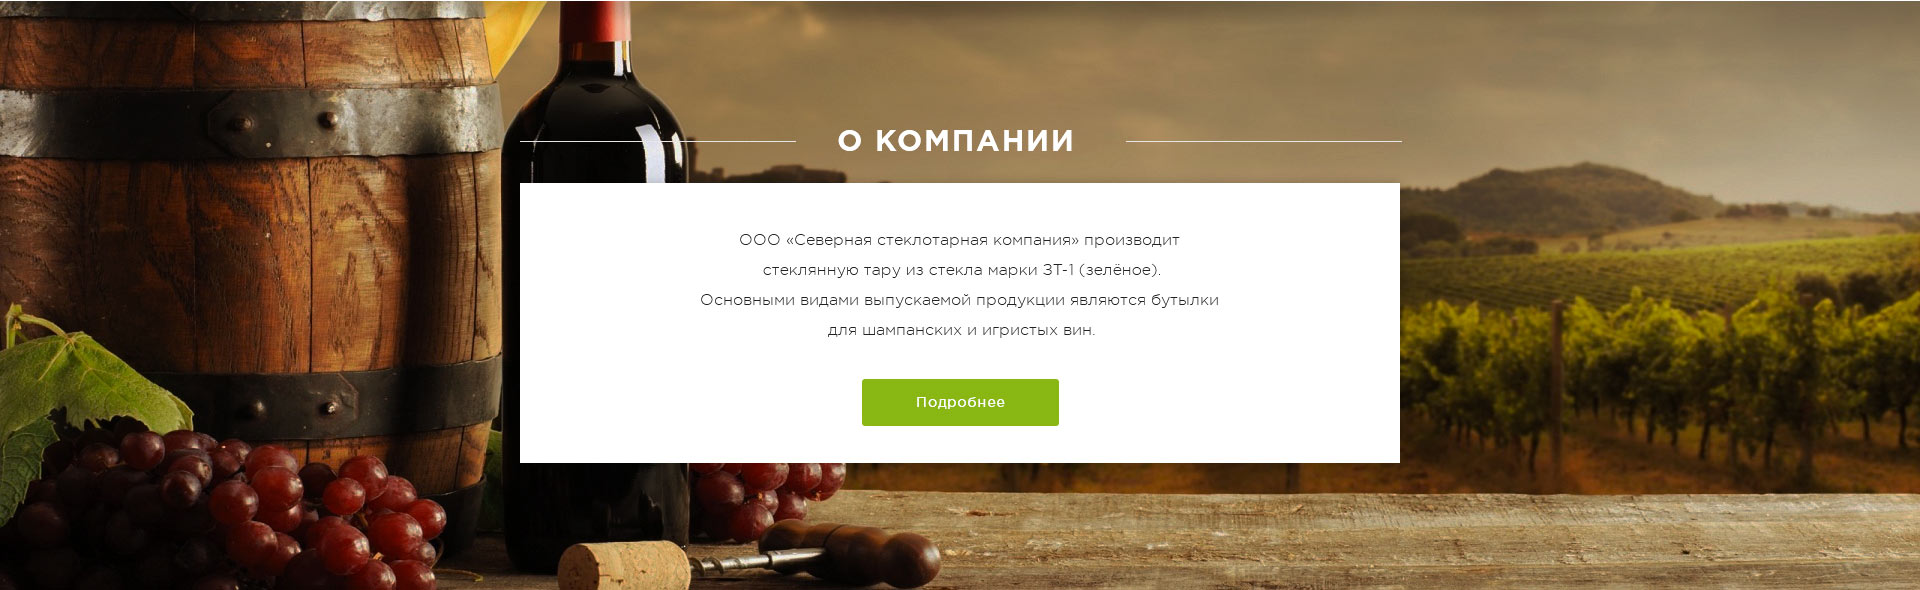 О КОМПАНИИ
ООО «Северная стеклотарная компания» производит
стеклянную тару из стекла марки ЗТ-1 (зелёное).
Основными видами выпускаемой продукции являются бутылки
для шампанских и игристых вин.
Подробнее